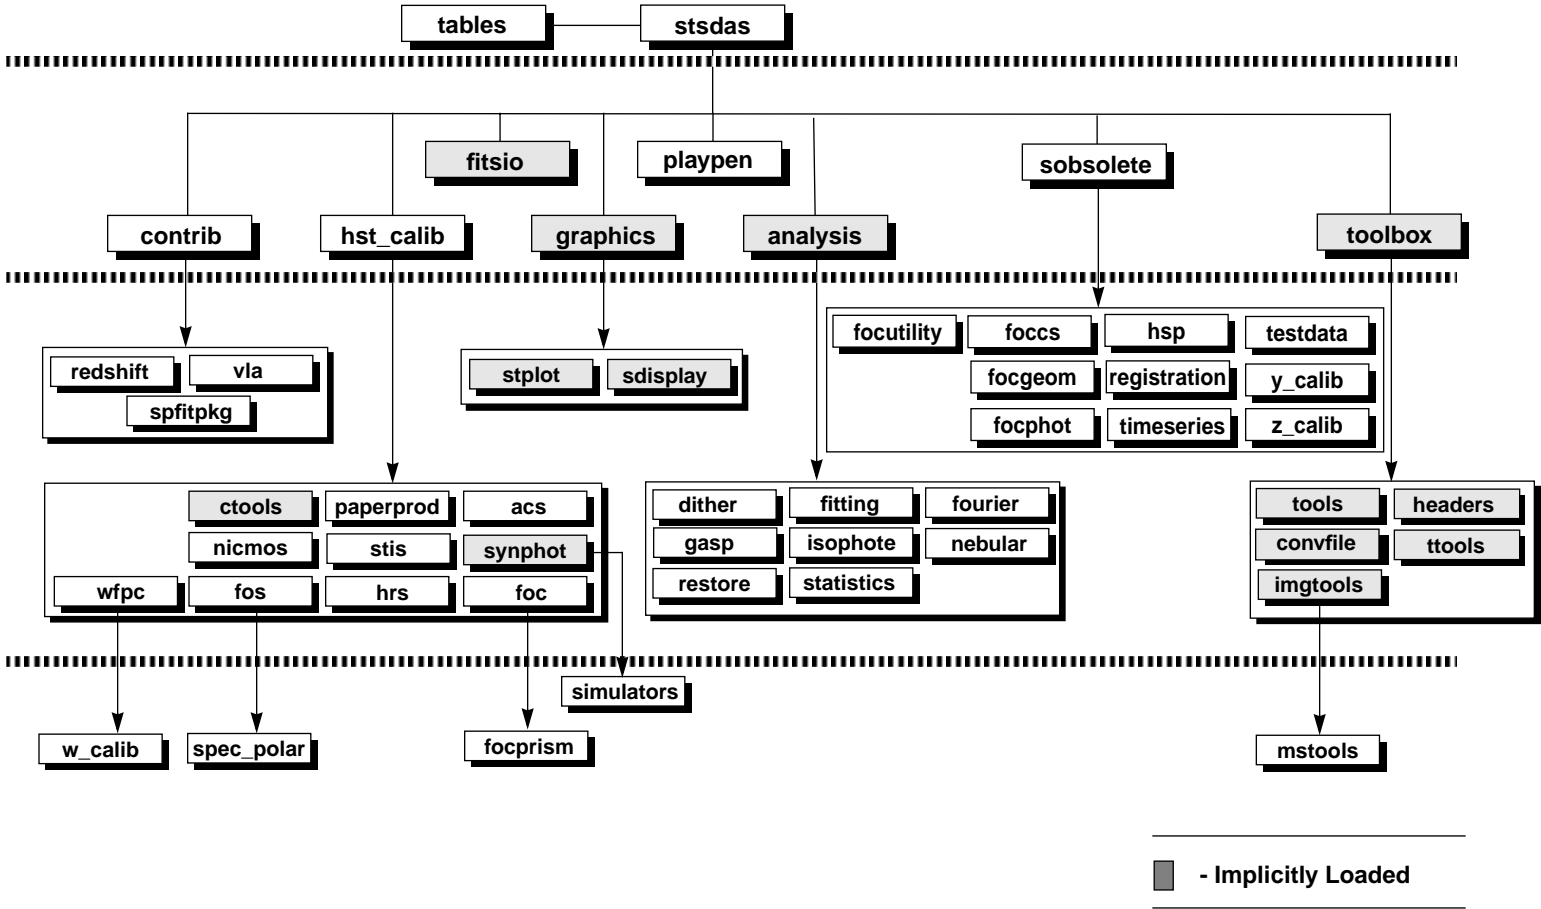 tables stsdas
fitsio playpen sobsolete
contrib hst_calib graphics analysis toolbox
focutility foccs hsp testdata
redshift vla stplot sdisplay focgeom registration y_calib
spfitpkg focphot timeseries z_calib
ctools paperprod acs dither fitting fourier tools headers
nicmos stis synphot gasp isophote nebular convfile ttools
wfpc fos hrs foc restore statistics imgtools
simulators
w_calib spec_polar focprism mstools
- Implicitly Loaded